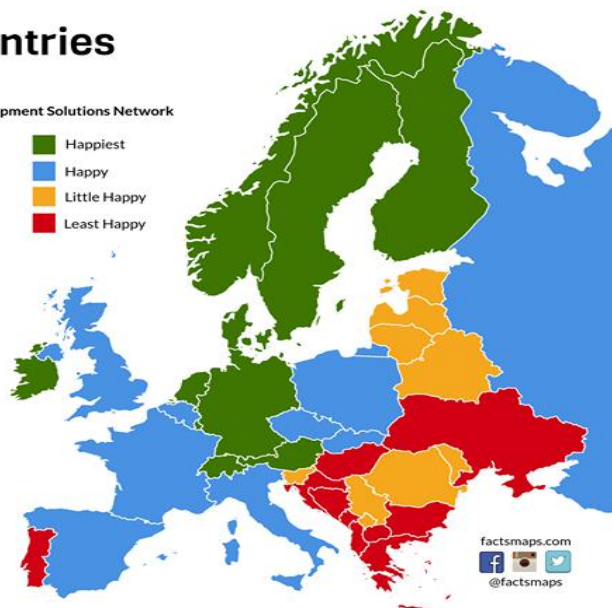 ntries
pment Solutions Network
Happiest
Happy
Little Happy
Least Happy
factsmaps.com
@factsmaps